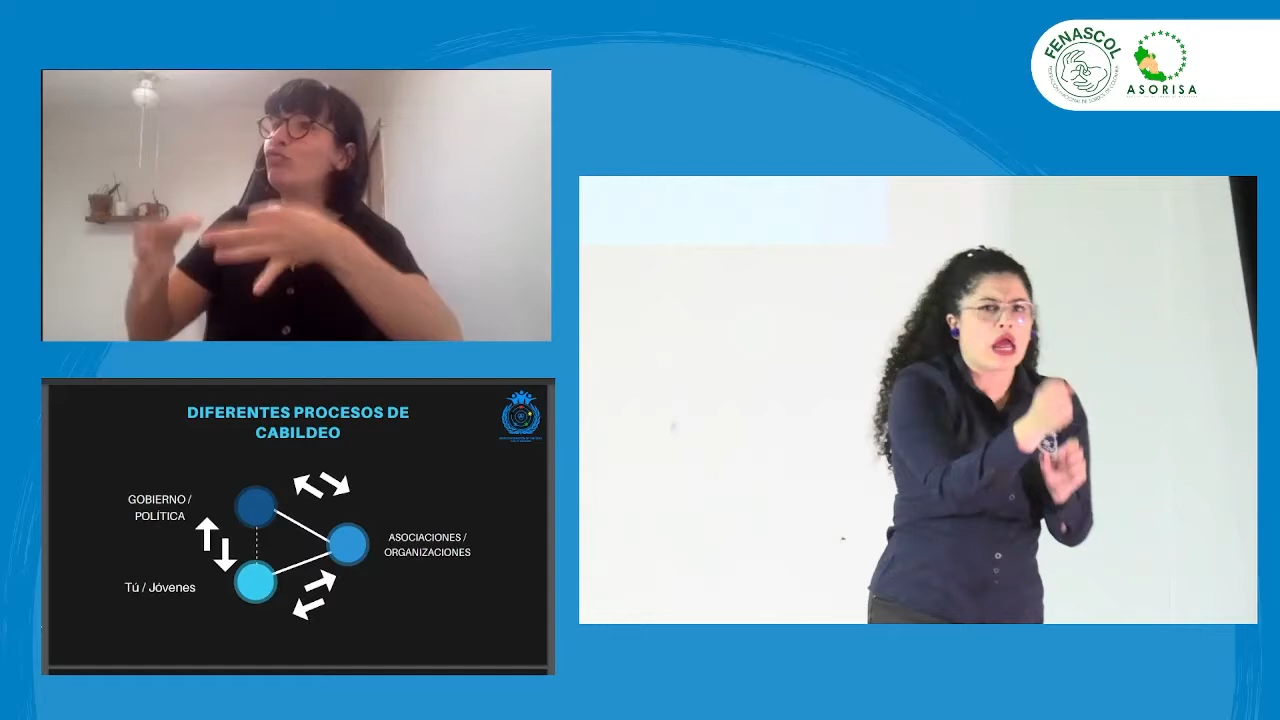 FENASCOL
ASORISA
DIFERENTES PROCESOS DE
CABILDEO
GOBIERNO /
POLÍTICA
ASOCIACIONES /
ORGANIZACIONES
Tú / Jóvenes